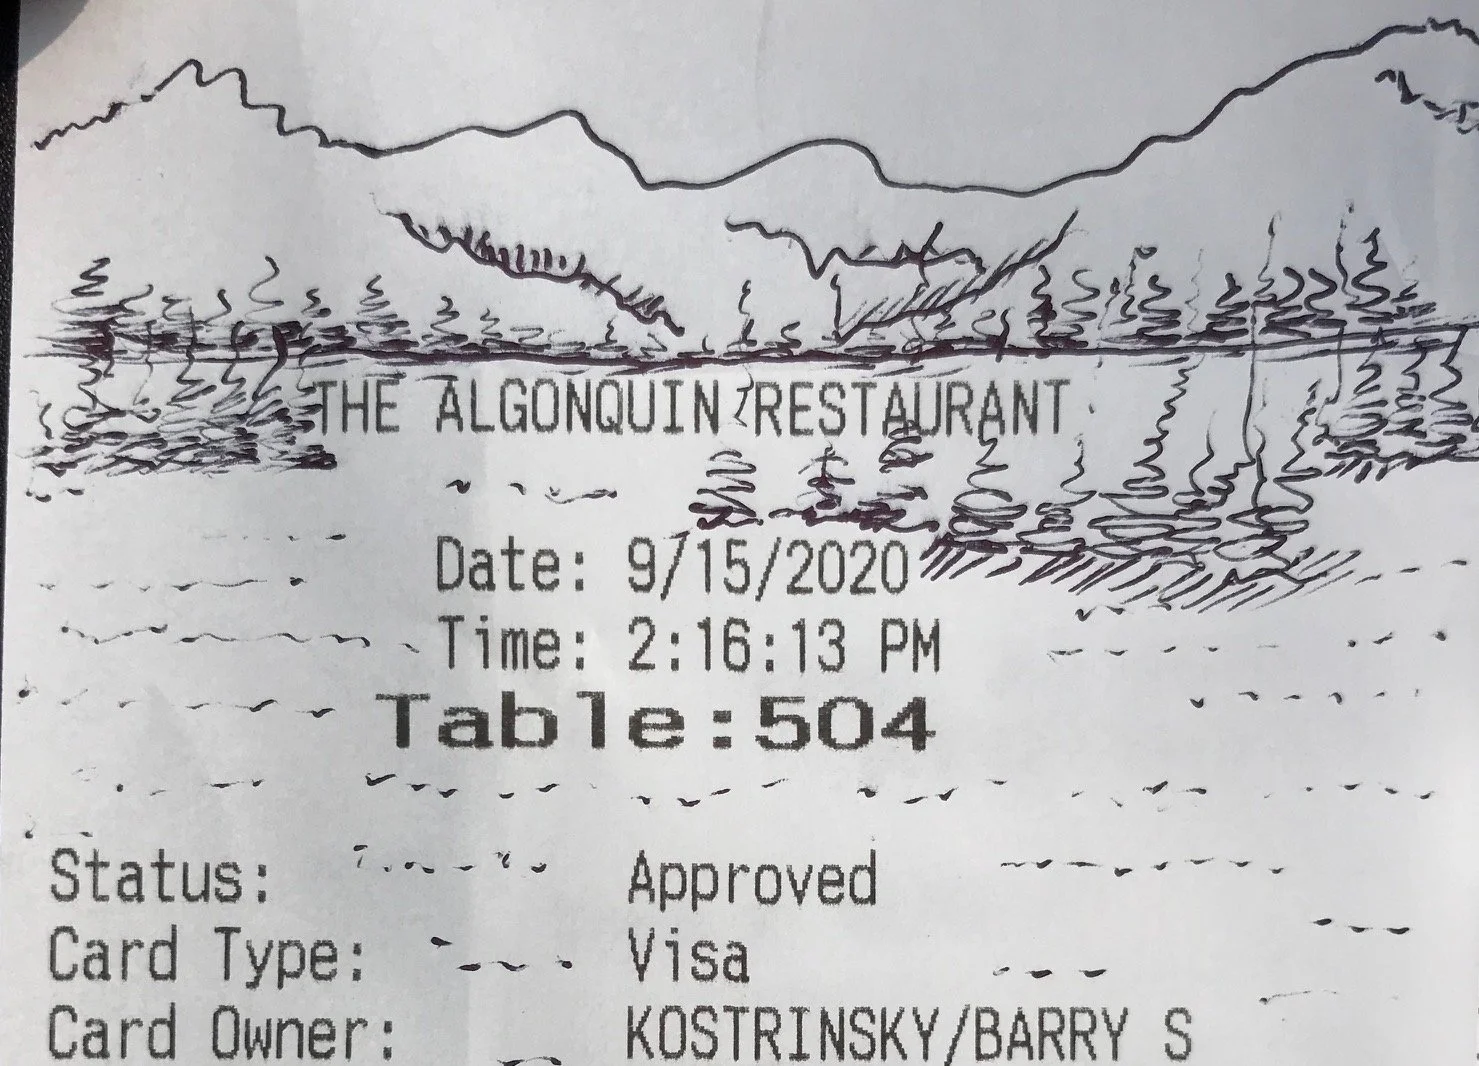 THE ALGONQUIN RESTAURANT
Date: 9/15/2020
Time: 2:16:13 PM
Table:504
Status: Approved
Card Type: Visa
Card Owner: KOSTRINSKY/BARRY S